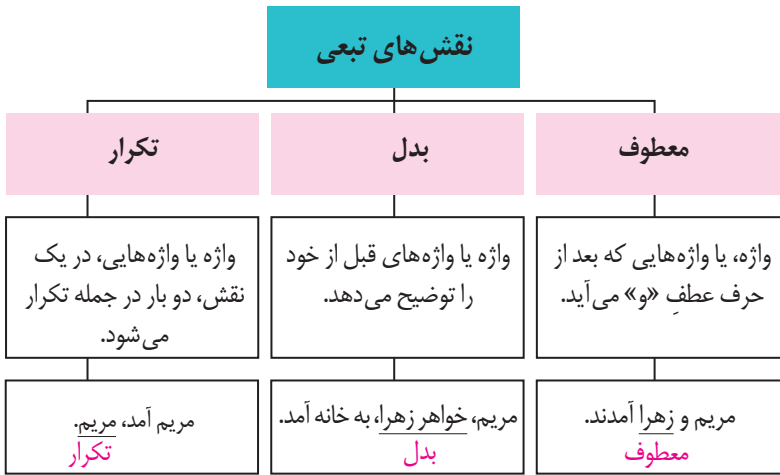 نقش‌های تبعی
معطوف
بدل
تکرار
واژه، یا واژه‌هایی که بعد از
حرف عطفِ «و» می‌آید.
واژه یا واژه‌های قبل از خود
را توضیح می‌دهد.
واژه یا واژه‌هایی، در یک
نقش، دو بار در جمله تکرار
می‌شود.
مریم و زهرا آمدند.
معطوف
مریم، خواهر زهرا، به خانه آمد.
بدل
مریم آمد، مریم.
تکرار